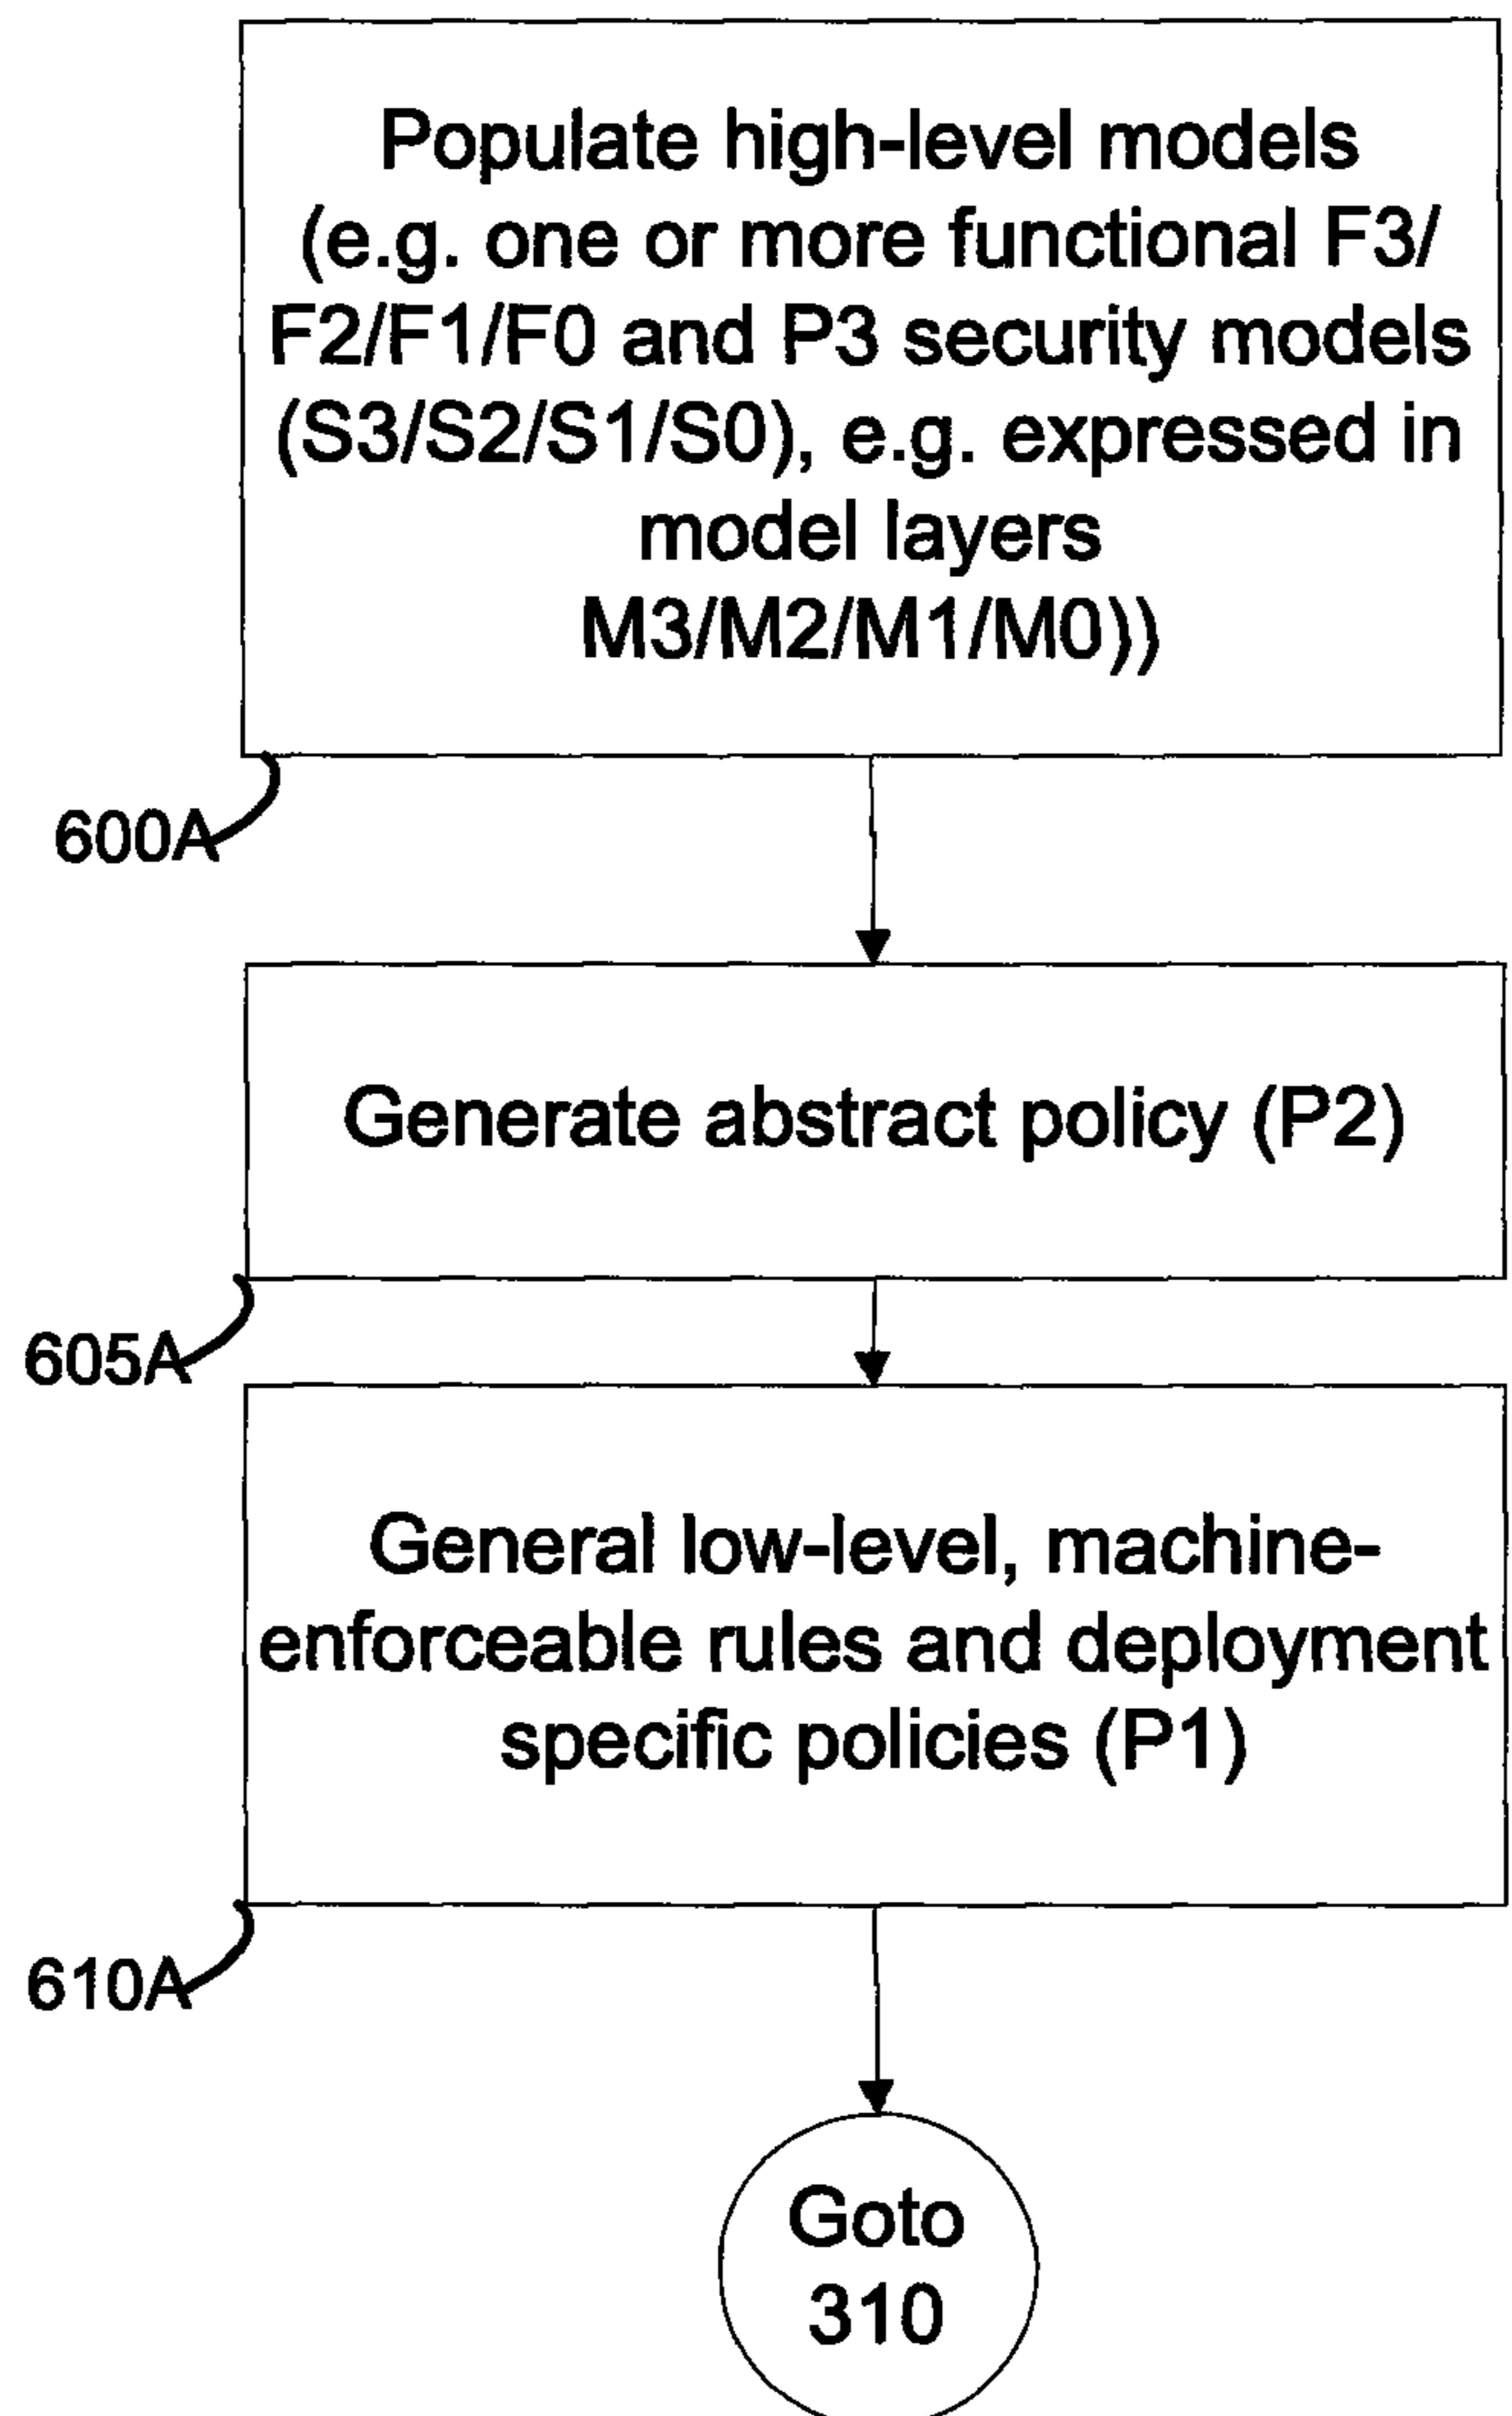 Populate high-level models
(e.g. one or more functional F3/
F2/F1/F0 and P3 security models
(S3/S2/S1/S0), e.g. expressed in
model layers
M3/M2/M1/M0))
600A
Generate abstract policy (P2)
605A
General low-level, machine-
enforceable rules and deployment
specific policies (P1)
610A
Goto
310